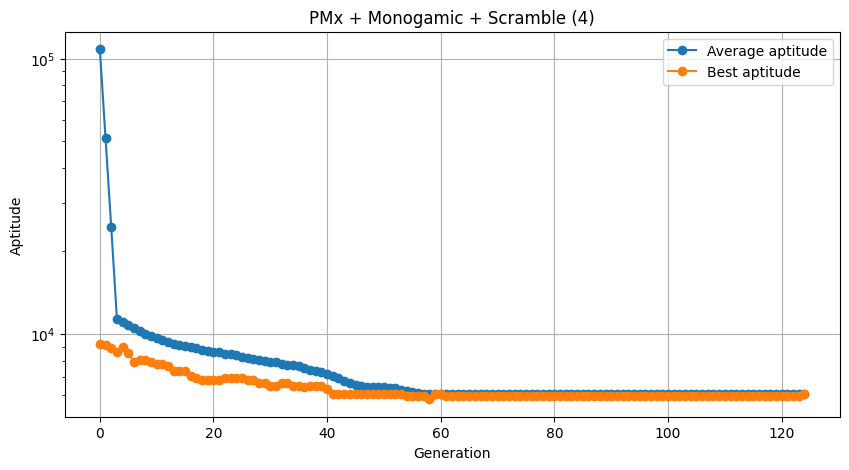 PMx + Monogamic + Scramble (4)
Average aptitude
Best aptitude
10^5
10^4
Aptitude
0 20 40 60 80 100 120
Generation